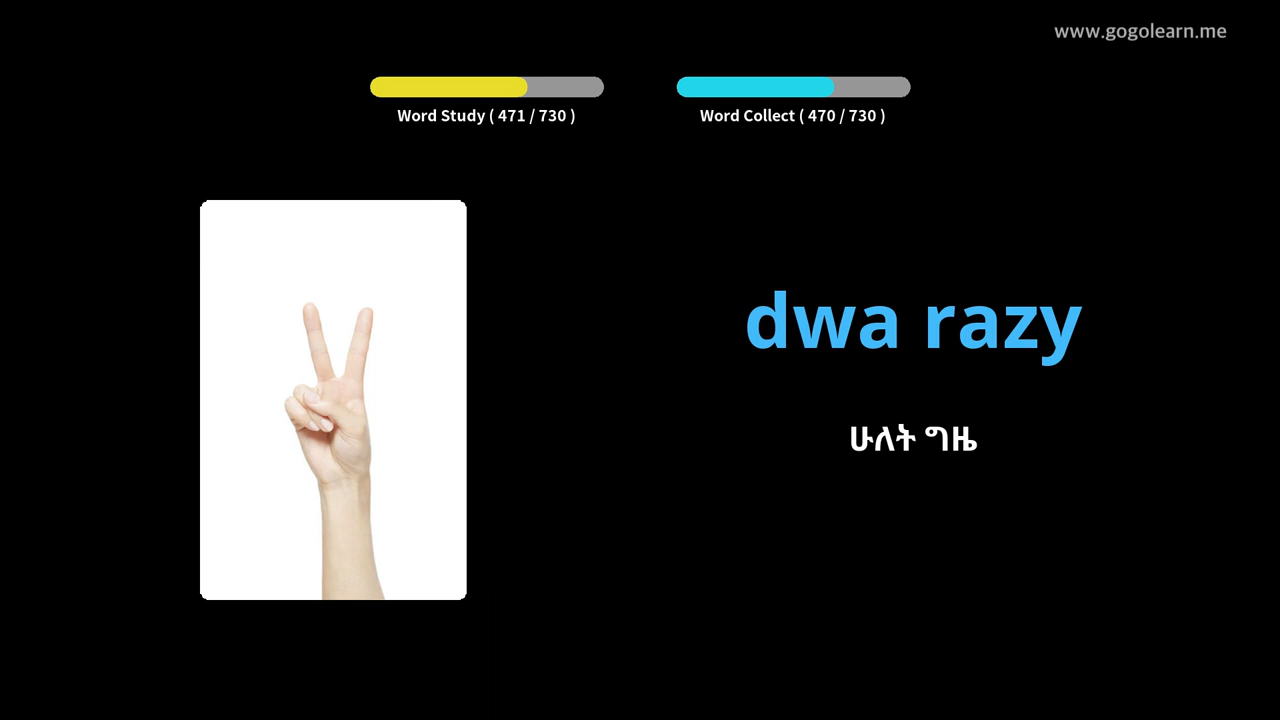 www.gogolearn.me
Word Study ( 471 / 730 )
Word Collect ( 470 / 730 )
dwa razy
ሁለት ግዜ